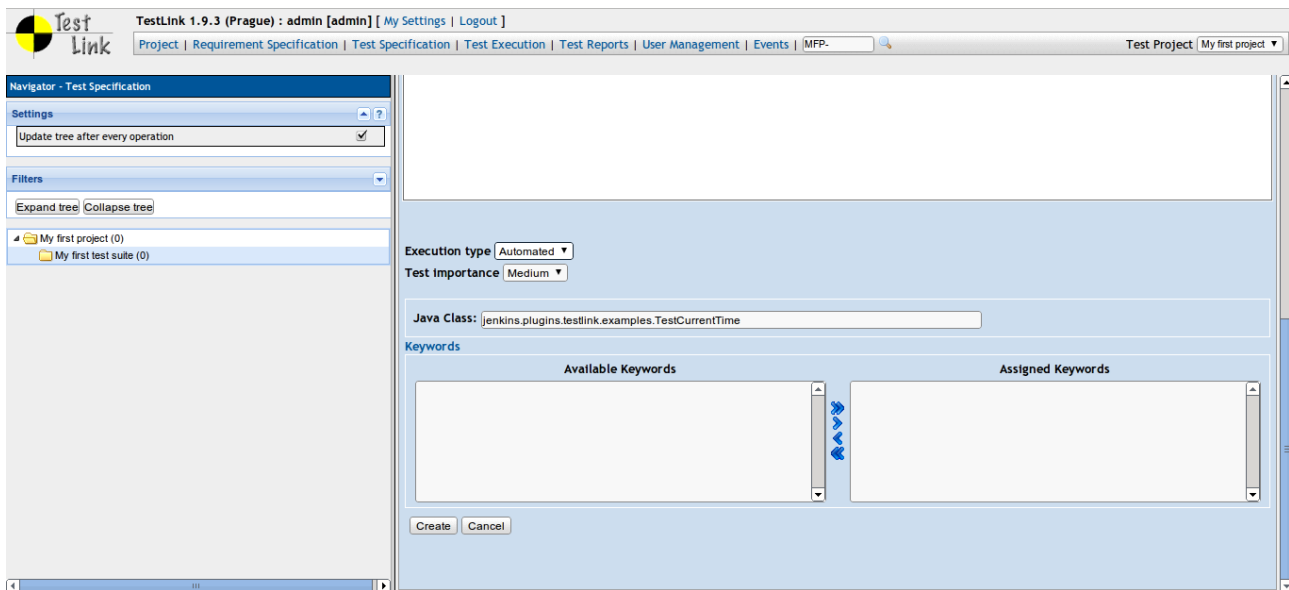 Test Link
TestLink 1.9.3 (Prague) : admin [admin] [ My Settings | Logout ]
Project | Requirement Specification | Test Specification | Test Execution | Test Reports | User Management | Events | MFP-
Test Project My first project
Navigator - Test Specification
Settings ?
Update tree after every operation
Filters
Expand tree Collapse tree
My first project (0)
My first test suite (0)
Execution type Automated
Test importance Medium
Java Class: jenkins.plugins.testlink.examples.TestCurrentTime
Keywords
Available Keywords Assigned Keywords
Create Cancel